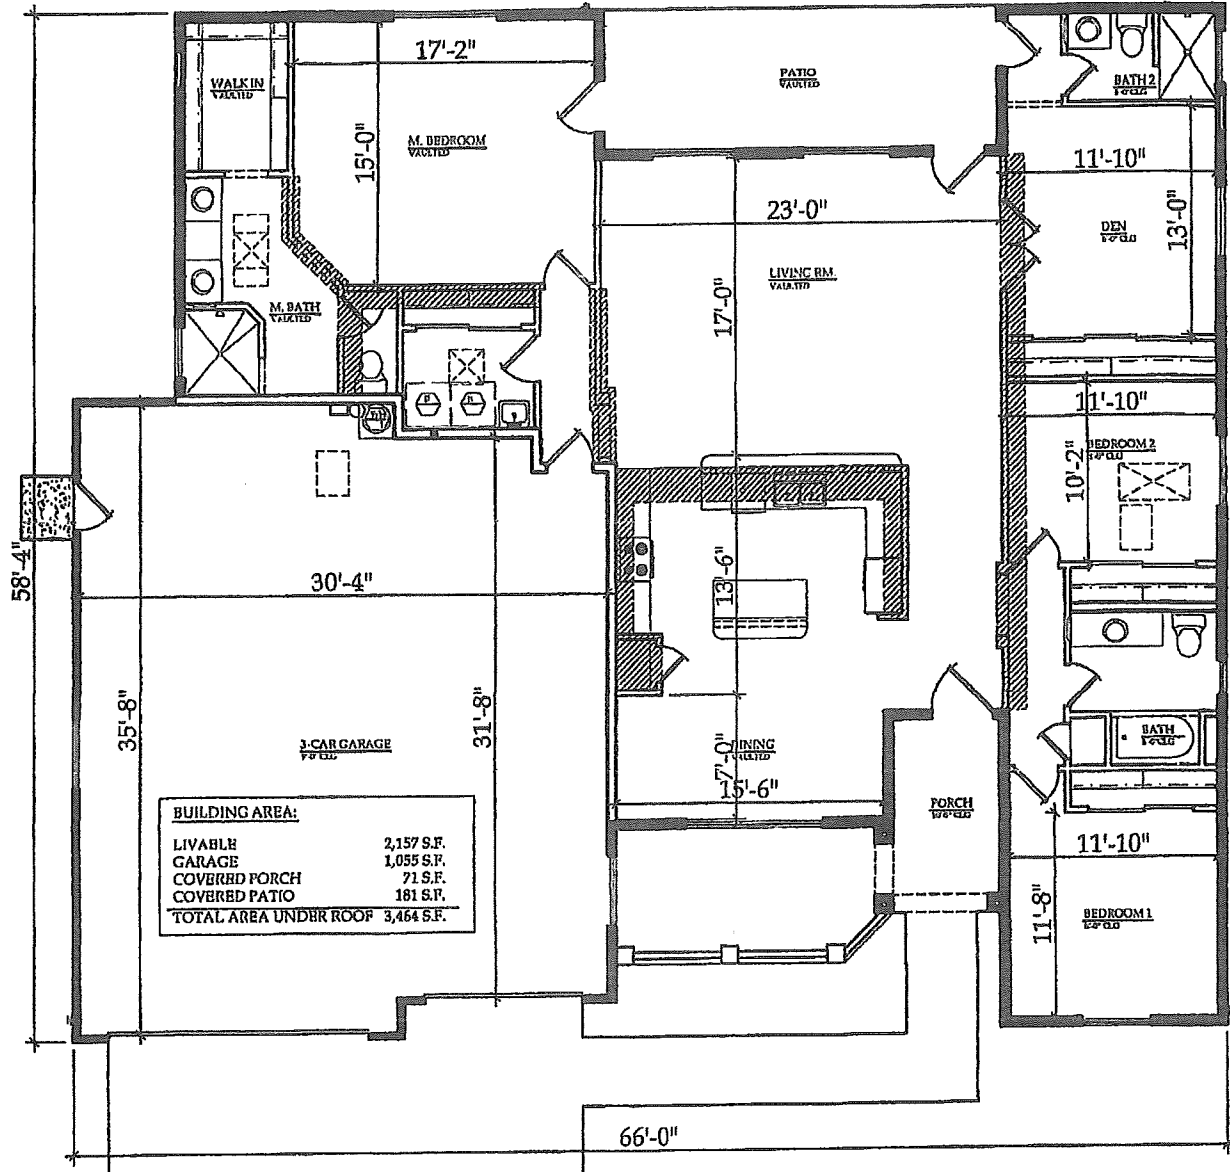 17'-2"
WALK IN
VAULTED
PATIO
VAULTED
BATH 2
M. BEDROOM
VAULTED
15'-0"
11'-10"
23'-0"
13'-0"
DEN
LIVING RM.
VAULTED
17'-0"
M. BATH
VAULTED
11'-10"
BEDROOM 2
10'-2"
58'-4"
30'-4"
13'-6"
35'-8"
31'-8"
3-CAR GARAGE
DINING
VAULTED
7'-0"
15'-6"
BATH
PORCH
BUILDING AREA:
LIVABLE 2,157 S.F.
GARAGE 1,055 S.F.
COVERED PORCH 71 S.F.
COVERED PATIO 181 S.F.
TOTAL AREA UNDER ROOF 3,464 S.F.
11'-10"
11'-8"
BEDROOM 1
66'-0"